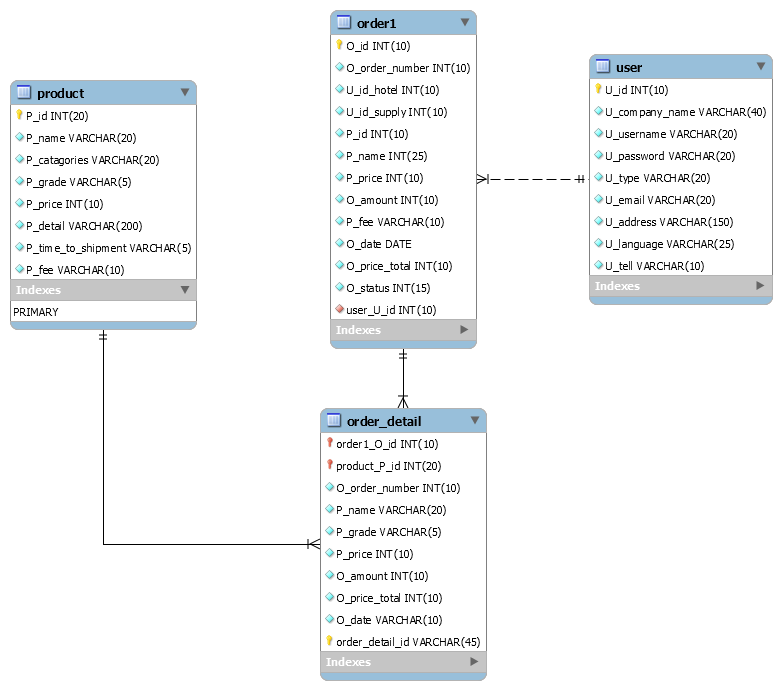 product
P_id INT(20)
P_name VARCHAR(20)
P_catagories VARCHAR(20)
P_grade VARCHAR(5)
P_price INT(10)
P_detail VARCHAR(200)
P_time_to_shipment VARCHAR(5)
P_fee VARCHAR(10)
Indexes
PRIMARY
order1
O_id INT(10)
O_order_number INT(10)
U_id_hotel INT(10)
U_id_supply INT(10)
P_id INT(10)
P_name INT(25)
P_price INT(10)
O_amount INT(10)
P_fee VARCHAR(10)
O_date DATE
O_price_total INT(10)
O_status INT(15)
user_U_id INT(10)
Indexes
user
U_id INT(10)
U_company_name VARCHAR(40)
U_username VARCHAR(20)
U_password VARCHAR(20)
U_type VARCHAR(20)
U_email VARCHAR(20)
U_address VARCHAR(150)
U_language VARCHAR(25)
U_tell VARCHAR(10)
Indexes
order_detail
order1_O_id INT(10)
product_P_id INT(20)
O_order_number INT(10)
P_name VARCHAR(20)
P_grade VARCHAR(5)
P_price INT(10)
O_amount INT(10)
O_price_total INT(10)
O_date VARCHAR(10)
order_detail_id VARCHAR(45)
Indexes